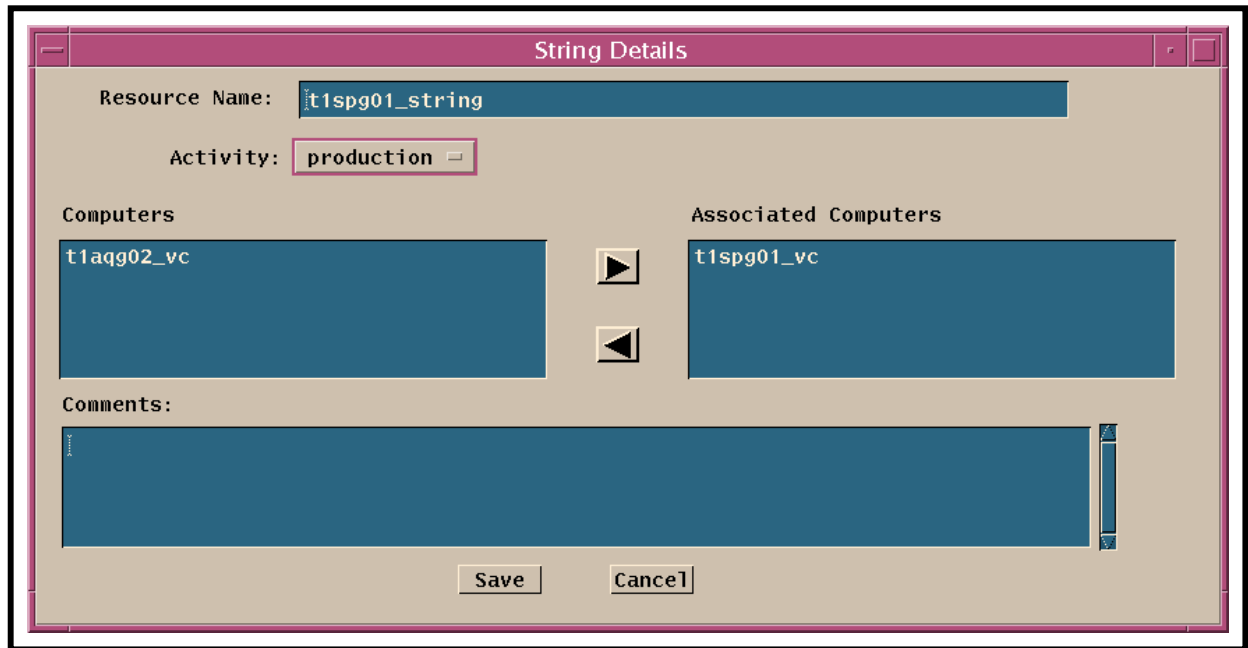 String Details
Resource Name: t1spg01_string
Activity: production
Computers Associated Computers
t1aqg02_vc t1spg01_vc
Comments:
Save Cancel